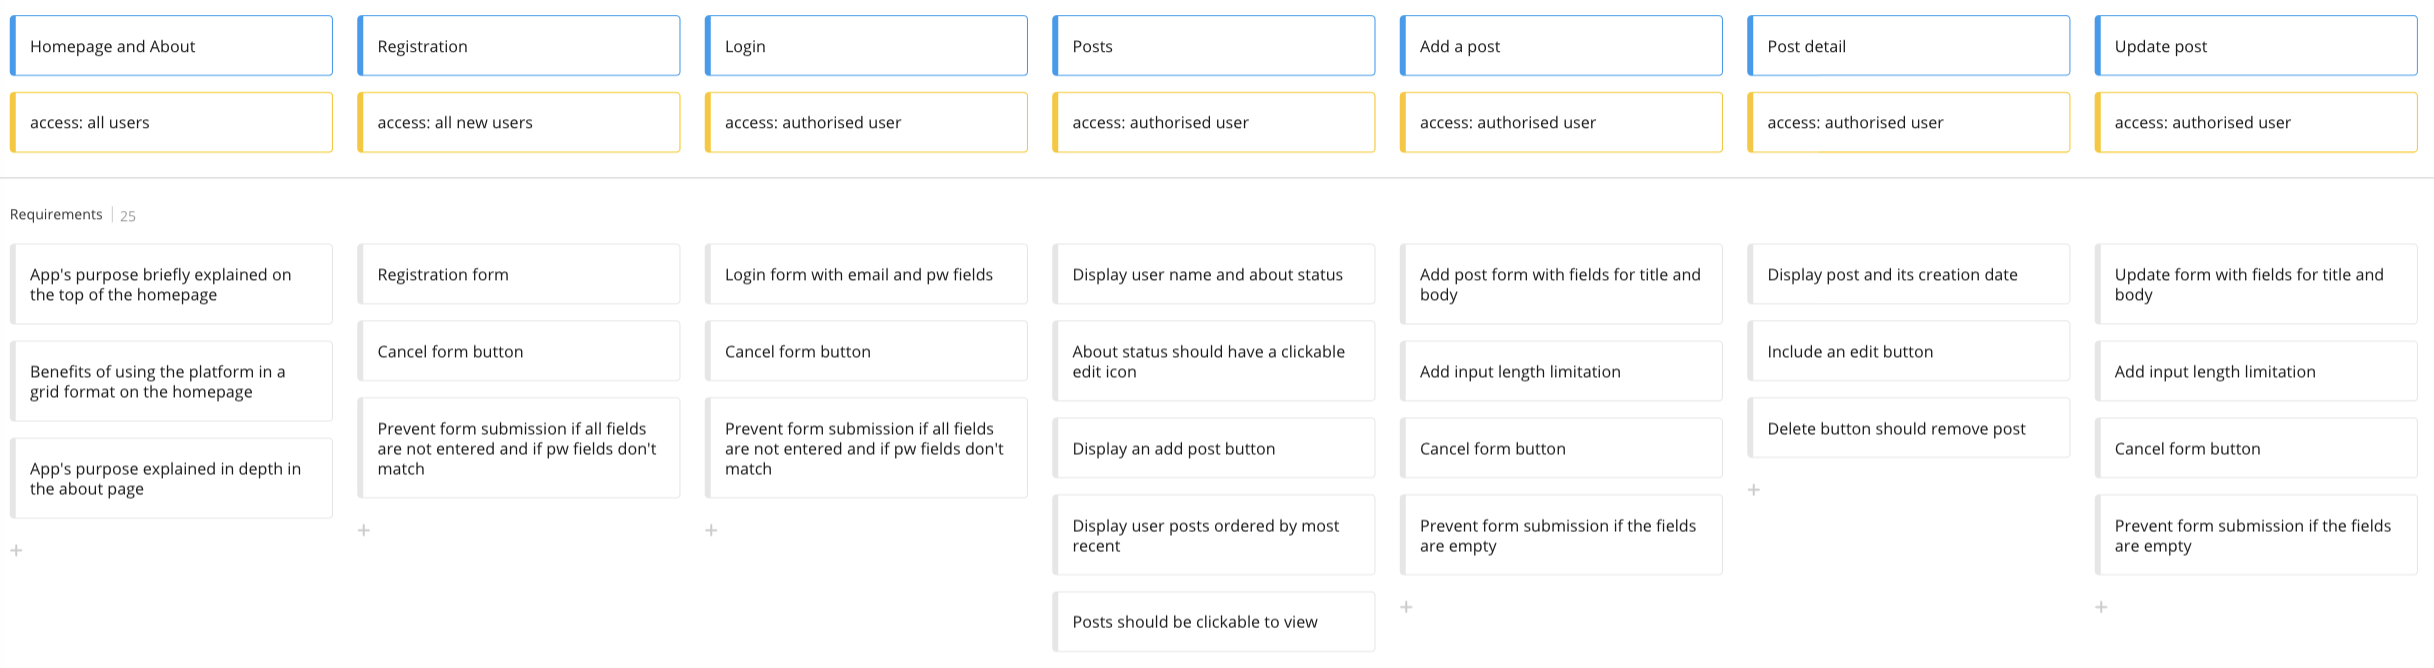 Homepage and About
Registration
Login
Posts
Add a post
Post detail
Update post
access: all users
access: all new users
access: authorised user
access: authorised user
access: authorised user
access: authorised user
access: authorised user
Requirements 25
App's purpose briefly explained on
the top of the homepage
Benefits of using the platform in a
grid format on the homepage
App's purpose explained in depth in
the about page
+
Registration form
Cancel form button
Prevent form submission if all fields
are not entered and if pw fields don't
match
+
Login form with email and pw fields
Cancel form button
Prevent form submission if all fields
are not entered and if pw fields don't
match
+
Display user name and about status
About status should have a clickable
edit icon
Display an add post button
Display user posts ordered by most
recent
Posts should be clickable to view
Add post form with fields for title and
body
Add input length limitation
Cancel form button
Prevent form submission if the fields
are empty
+
Display post and its creation date
Include an edit button
Delete button should remove post
+
Update form with fields for title and
body
Add input length limitation
Cancel form button
Prevent form submission if the fields
are empty
+